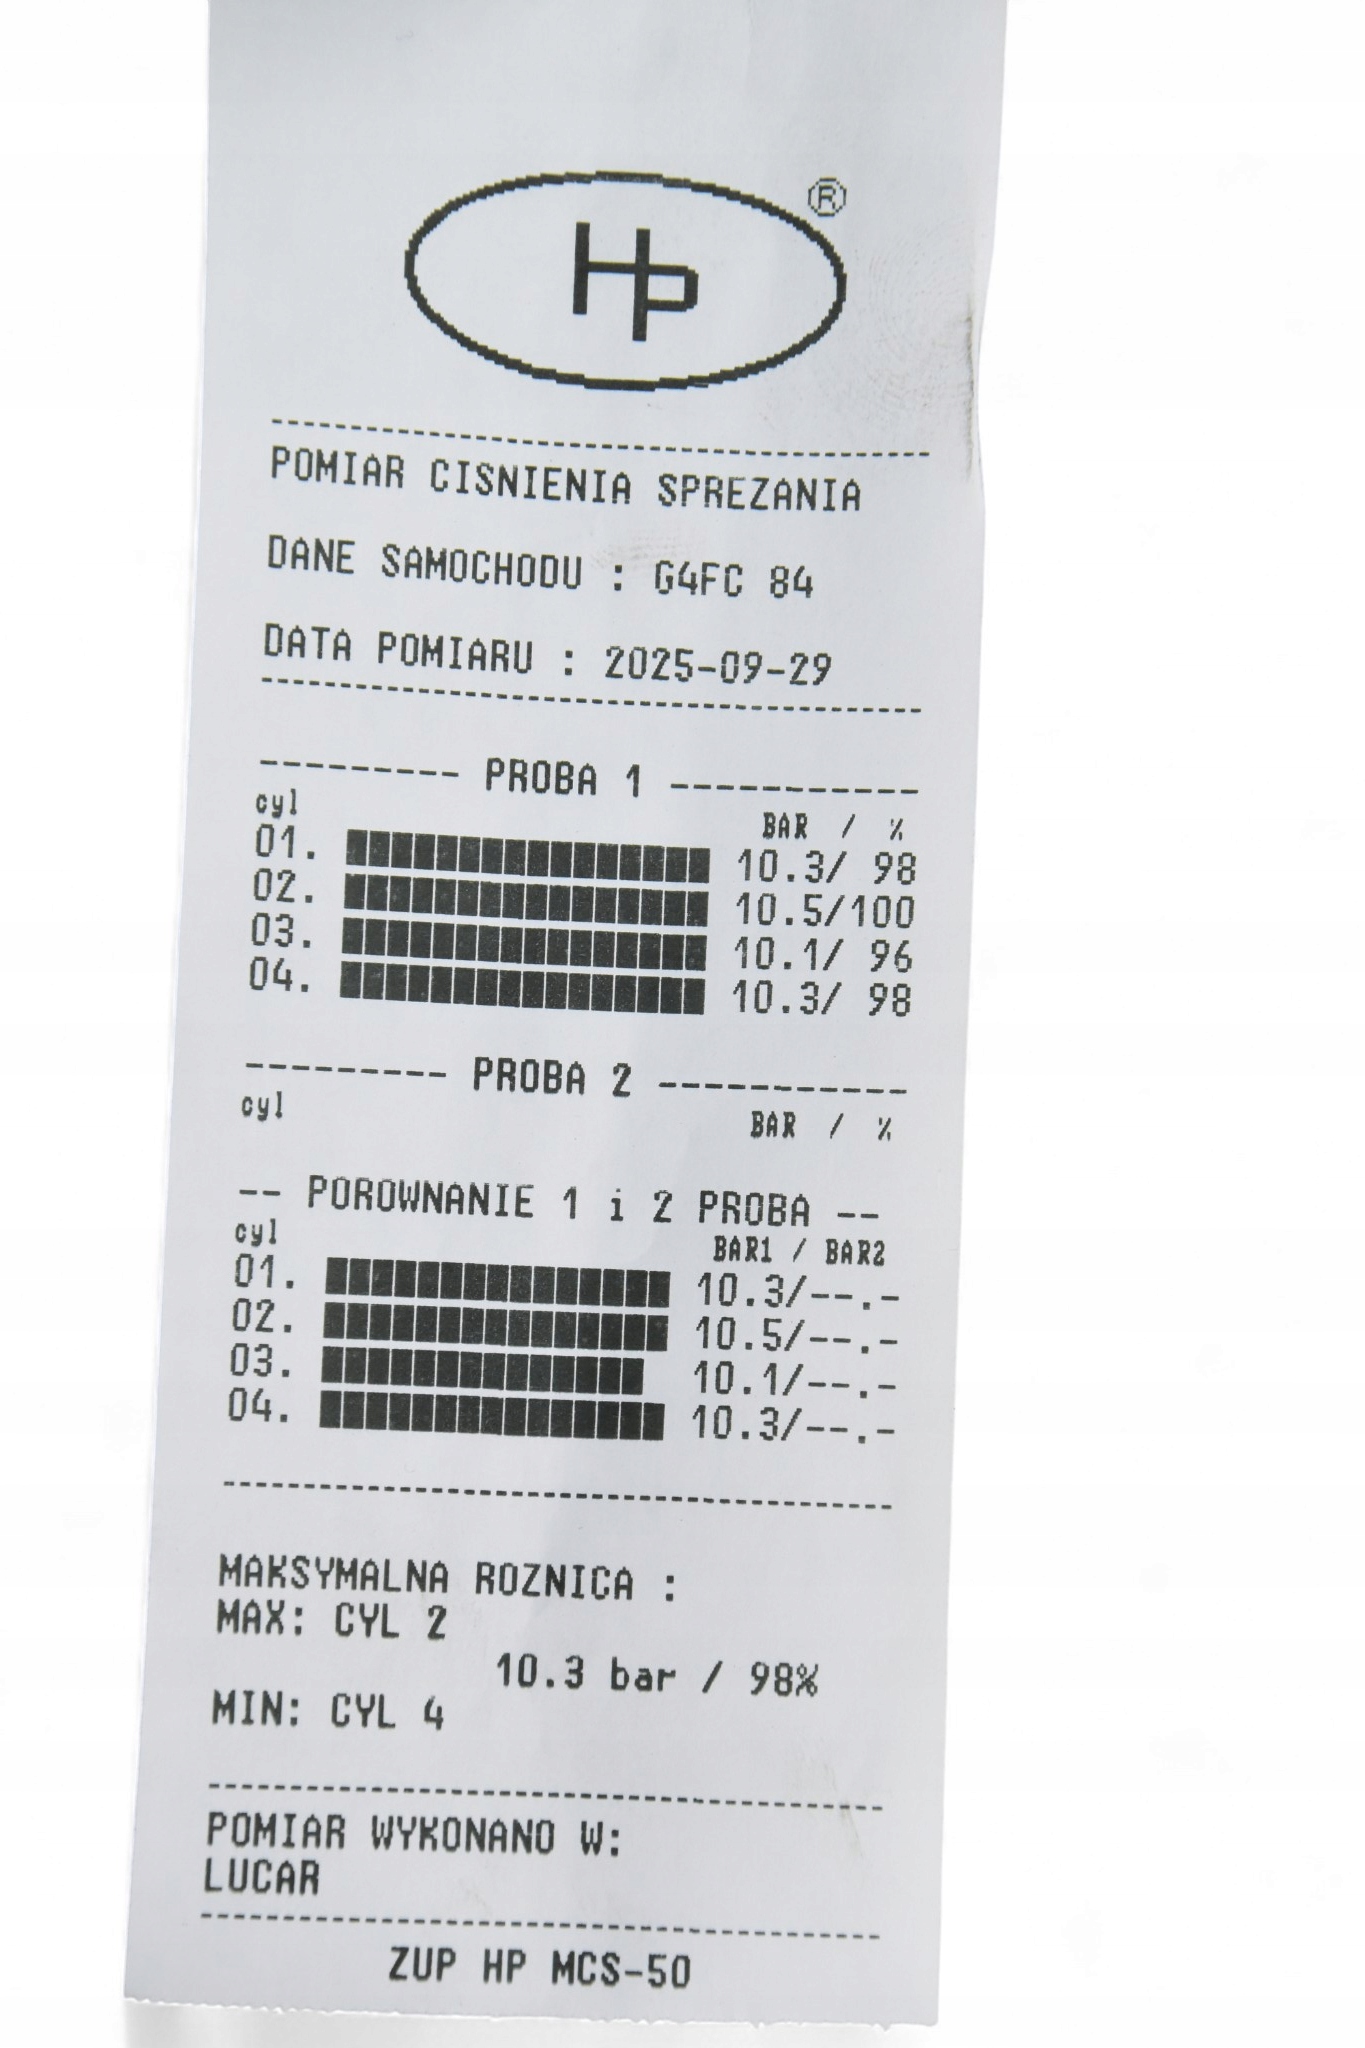 HP ®
POMIAR CISNIENIA SPREZANIA
DANE SAMOCHODU : G4FC 84
DATA POMIARU : 2025-09-29
--------- PROBA 1 -----------
cyl BAR / %
01. 10.3/ 98
02. 10.5/100
03. 10.1/ 96
04. 10.3/ 98
--------- PROBA 2 -----------
cyl BAR / %
-- POROWNANIE 1 i 2 PROBA --
cyl BAR1 / BAR2
01. 10.3/--.-
02. 10.5/--.-
03. 10.1/--.-
04. 10.3/--.-
MAKSYMALNA ROZNICA :
MAX: CYL 2
10.3 bar / 98%
MIN: CYL 4
POMIAR WYKONANO W:
LUCAR
ZUP HP MCS-50